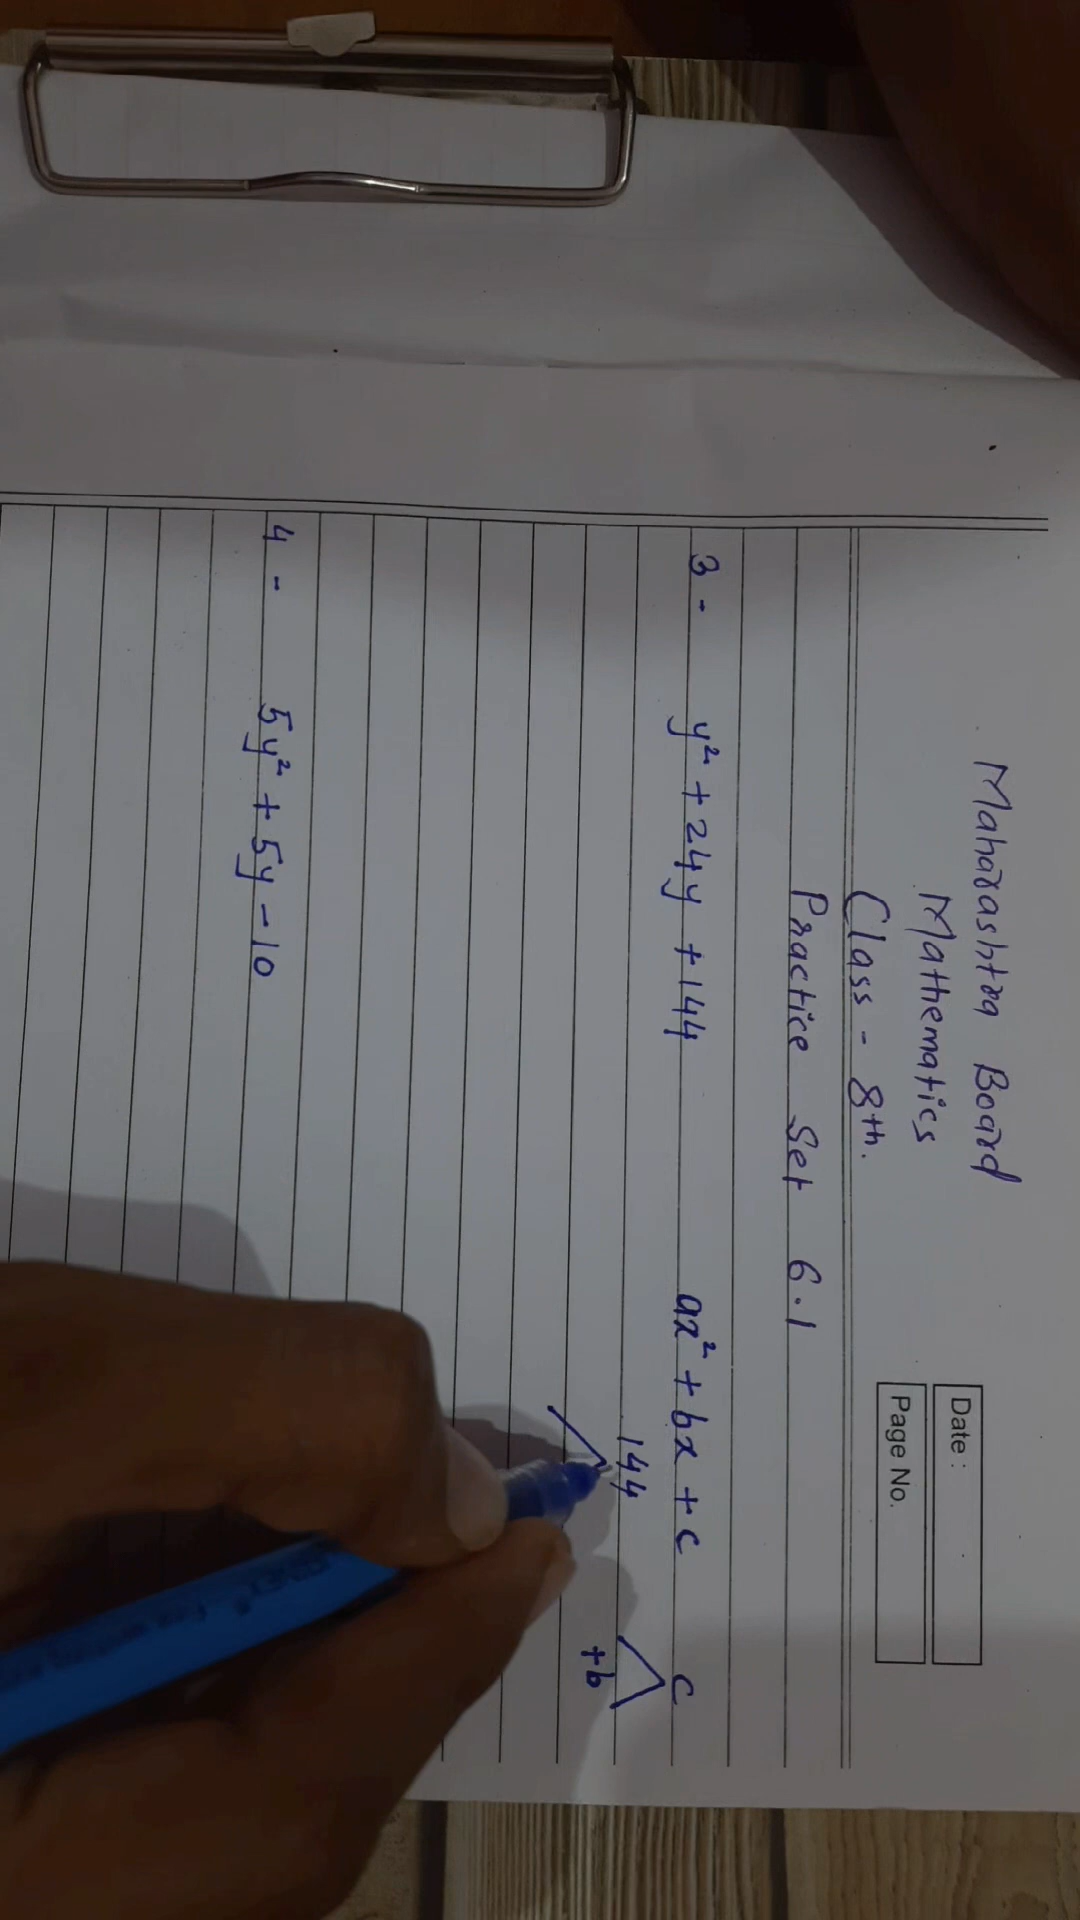 Maharashtra Board
Mathematics
Class - 8th.
Date :
Page No.
Practice Set 6.1
3 - y² + 24y + 144 ax² + bx + c c
144 +b
4 - 5y² + 5y - 10